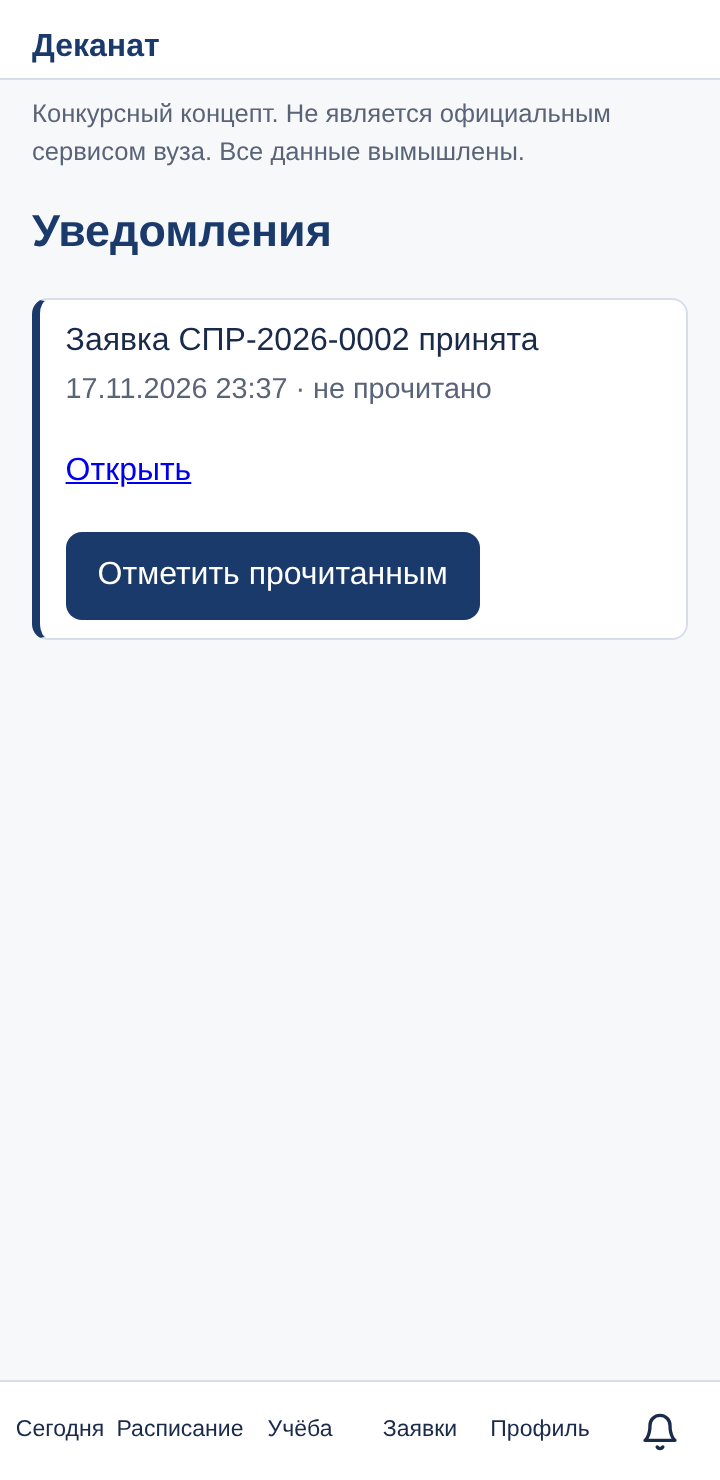 Деканат
Конкурсный концепт. Не является официальным
сервисом вуза. Все данные вымышлены.
Уведомления
Заявка СПР-2026-0002 принята
17.11.2026 23:37 · не прочитано
Открыть
Отметить прочитанным
Сегодня Расписание Учёба Заявки Профиль